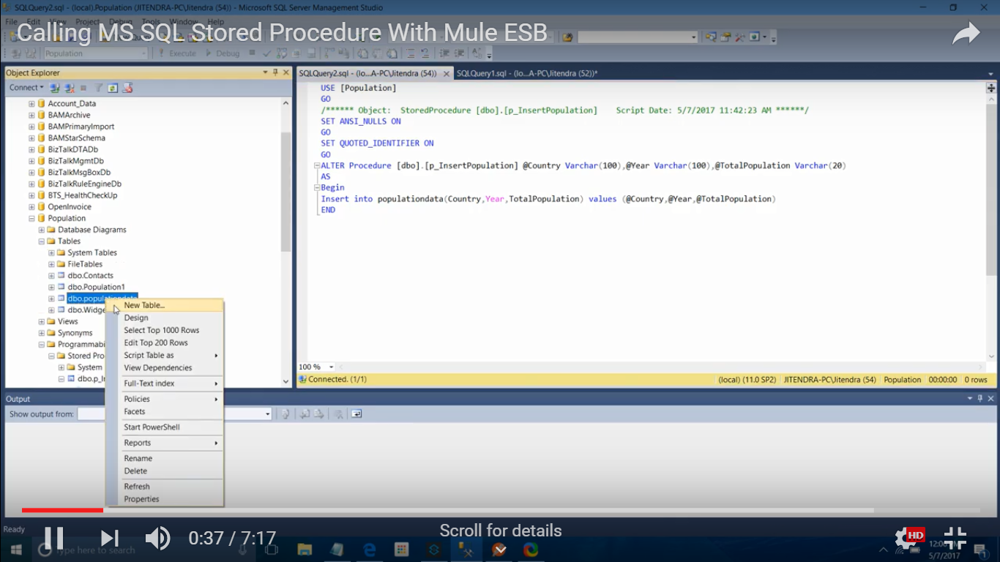 SQLQuery2.sql - (local).Population (JITENDRA-PC\Jitendra (54)) - Microsoft SQL Server Management Studio
File Edit View Project Debug Tools Window Help
Calling MS SQL Stored Procedure With Mule ESB
Population Execute Debug
Object Explorer
SQLQuery2.sql - (lo...A-PC\Jitendra (54)) SQLQuery1.sql - (lo...A-PC\Jitendra (52))*
Connect
Account_Data
BAMArchive
BAMPrimaryImport
BAMStarSchema
BizTalkDTADb
BizTalkMgmtDb
BizTalkMsgBoxDb
BizTalkRuleEngineDb
BTS_HealthCheckUp
OpenInvoice
Population
Database Diagrams
Tables
System Tables
FileTables
dbo.Contacts
dbo.Population1
dbo.populationdata
dbo.Widge
Views
Synonyms
Programmabi
Stored Pro
System
dbo.p_In
New Table...
Design
Select Top 1000 Rows
Edit Top 200 Rows
Script Table as
View Dependencies
Full-Text index
Policies
Facets
Start PowerShell
Reports
Rename
Delete
Refresh
Properties
USE [Population]
GO
/****** Object: StoredProcedure [dbo].[p_InsertPopulation] Script Date: 5/7/2017 11:42:23 AM ******/
SET ANSI_NULLS ON
GO
SET QUOTED_IDENTIFIER ON
GO
ALTER Procedure [dbo].[p_InsertPopulation] @Country Varchar(100),@Year Varchar(100),@TotalPopulation Varchar(20)
AS
Begin
Insert into populationdata(Country,Year,TotalPopulation) values (@Country,@Year,@TotalPopulation)
END
100 %
Connected. (1/1) (local) (11.0 SP2) JITENDRA-PC\Jitendra (54) Population 00:00:00 0 rows
Output
Show output from:
Ready
0:37 / 7:17
Scroll for details
HD
Type here to search
5/7/2017